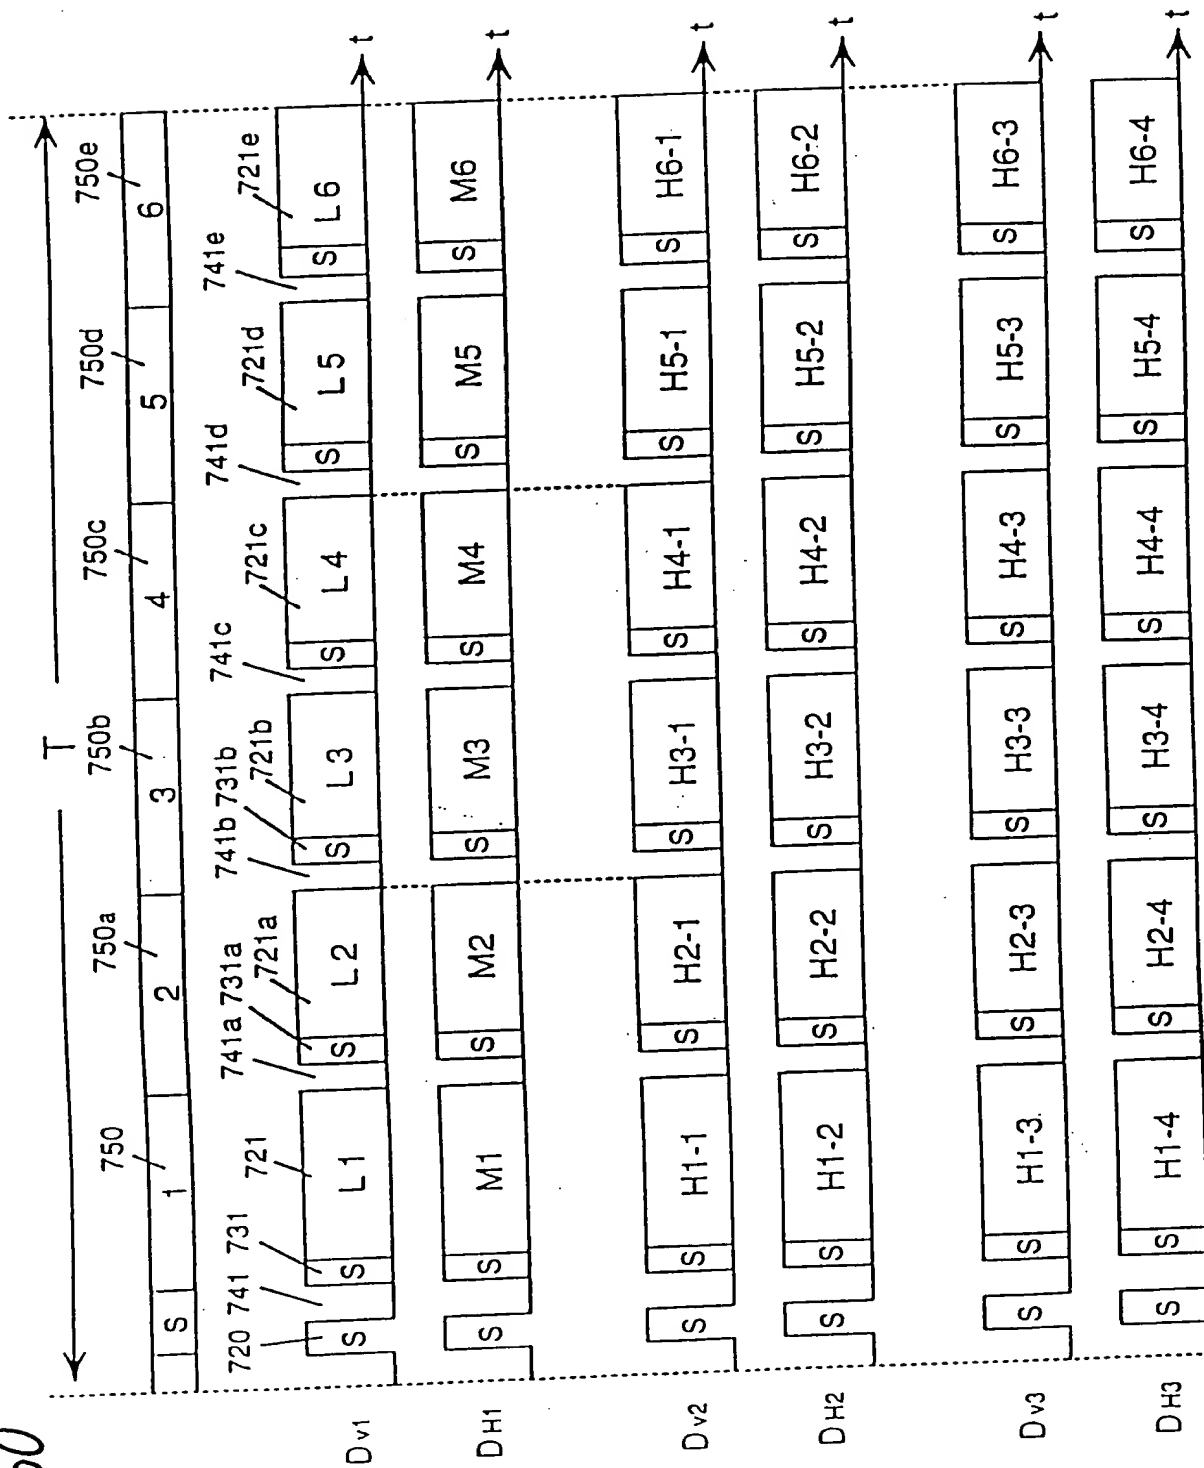 T
750 750a 750b 750c 750d 750e
S 1 2 3 4 5 6
720 741 731 721 741a 731a 721a 741b 731b 721b 741c 721c 741d 721d 741e 721e
Dv1 S S L1 S L2 S L3 S L4 S L5 S L6 t
DH1 S S M1 S M2 S M3 S M4 S M5 S M6 t
Dv2 S S H1-1 S H2-1 S H3-1 S H4-1 S H5-1 S H6-1 t
DH2 S S H1-2 S H2-2 S H3-2 S H4-2 S H5-2 S H6-2 t
Dv3 S S H1-3 S H2-3 S H3-3 S H4-3 S H5-3 S H6-3 t
DH3 S S H1-4 S H2-4 S H3-4 S H4-4 S H5-4 S H6-4 t